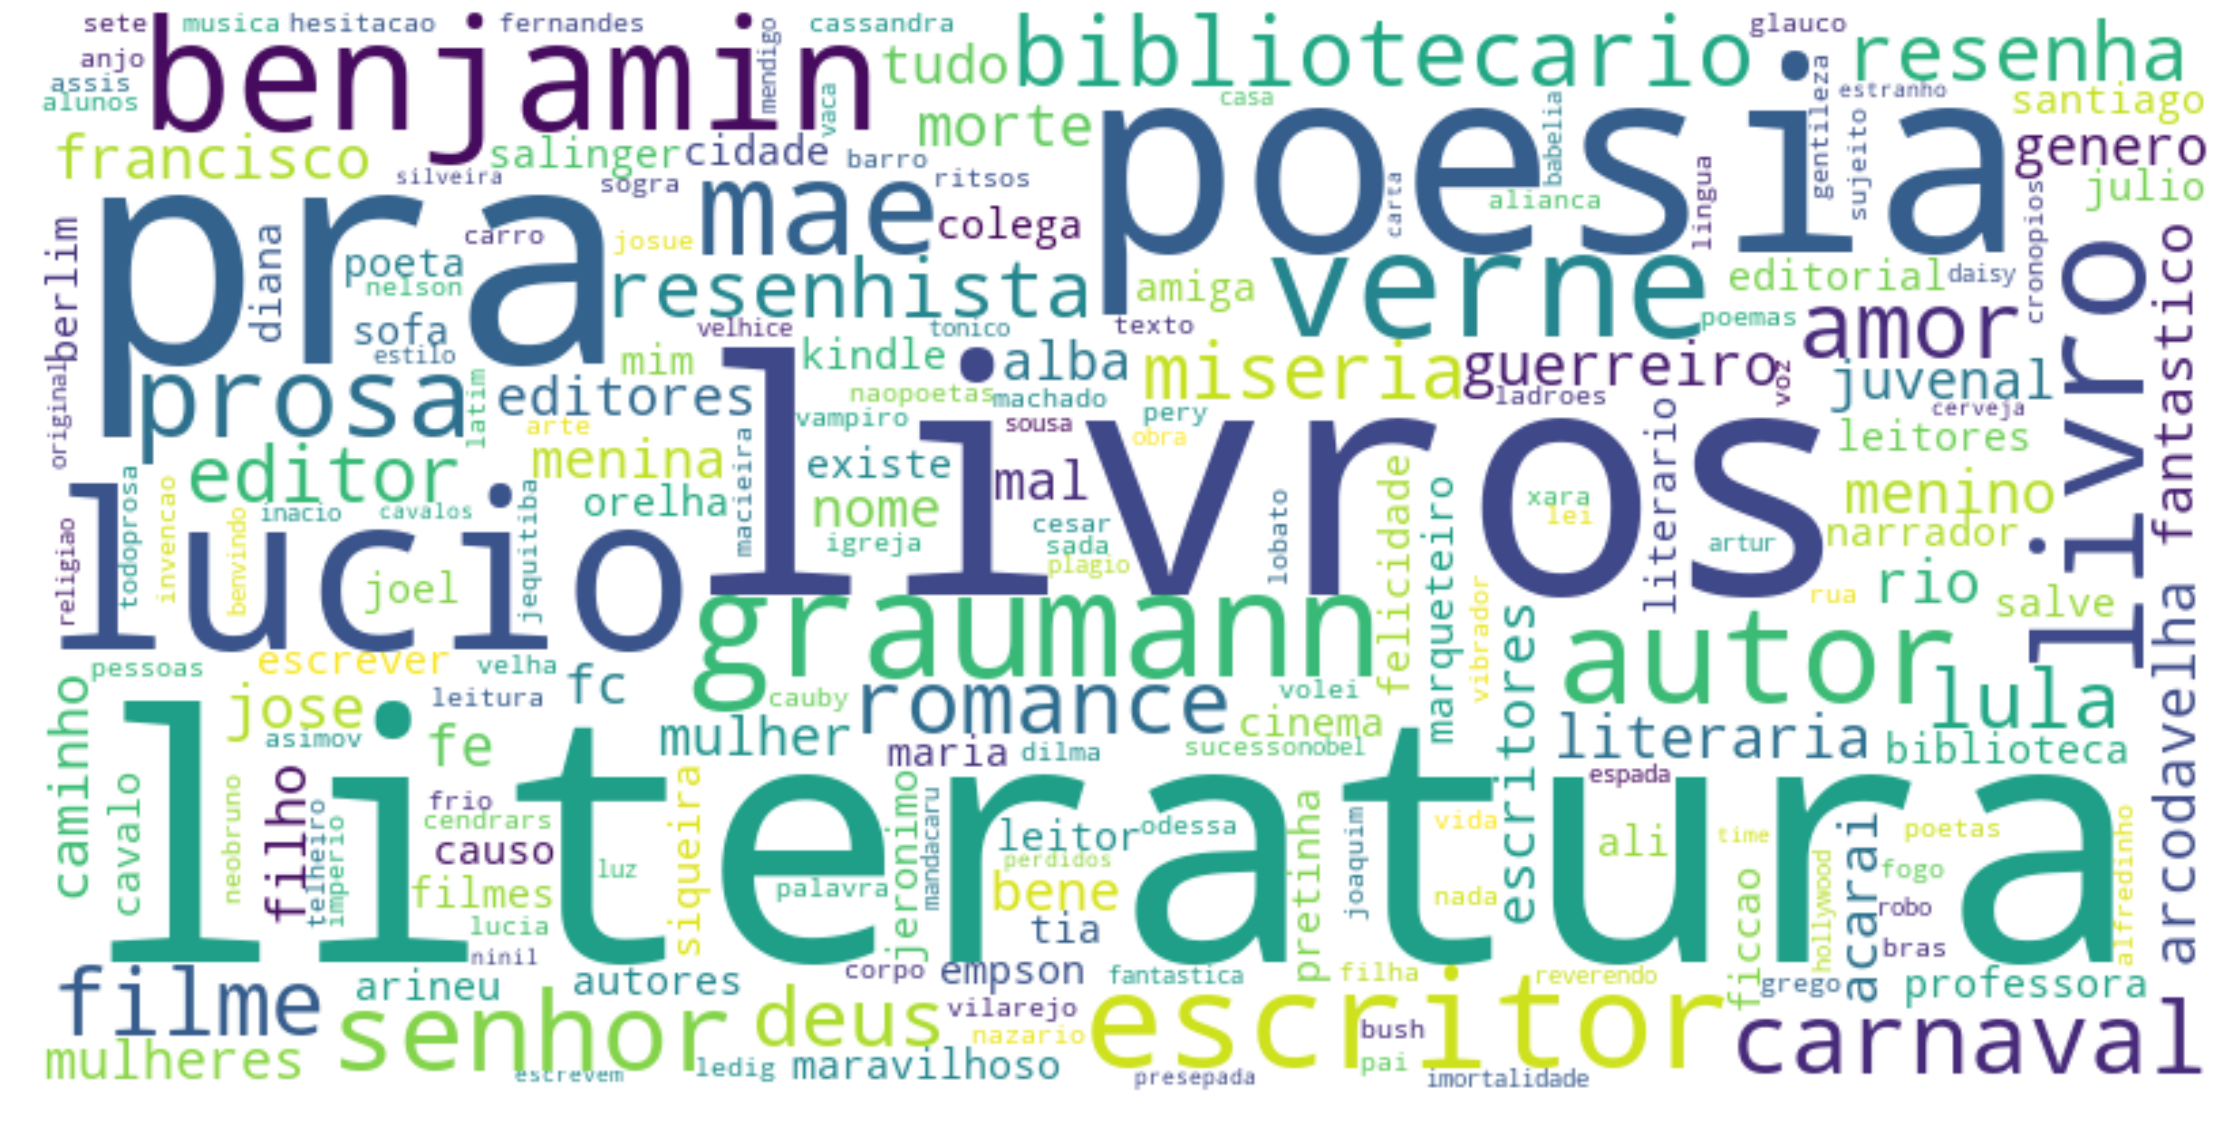 sete musica hesitacao fernandes cassandra glauco
anjo benjamin tudo bibliotecario resenha
assis mendigo
alunos vaca casa gentileza estranho santiago
francisco salinger cidade barro morte poesia babelia sujeito genero
silveira sogra mae ritsos carta alianca lingua julio
pra carro josue colega cronopios livro fantastico
berlim diana poeta nelson resenhista amiga verne editorial daisy
sofa velhice tonico texto poemas amor
original estilo mim kindle alba miseria guerreiro voz juvenal
prosa latim editores naopoetas machado ladroes cerveja
arte vampiro sousa pery obra literario leitores
editor menina macieira existe mal livros felicidade marqueteiro menino
lucio todoprosa invencao inacio cavalos jequitiba orelha nome cesar lobato xara lei narrador
religiao benvindo joel igreja sada plagio artur rio
graumann vibrador escritores autor rua salve arcodavelha
pessoas escrever velha fc cauby volei lula
caminho jose leitura romance cinema
asimov fe mulher maria dilma sucesso nobel literaria biblioteca
literatura cavalo neobruno filho telheiro imperio frio siqueira jeronimo mandacaru pretinha joaquim espada
cendrars causo luz leitor odessa vida ali time acarai poetas alfredinho
filmes palavra perdidos bene nada ficcao hollywood fogo
lucia tia robo
ninil bras
filme arineu autores corpo empson fantastica filha reverendo grego professora
senhor deus vilarejo escritor carnaval
nazario bush
mulheres escrevem ledig maravilhoso presepada pai imortalidade